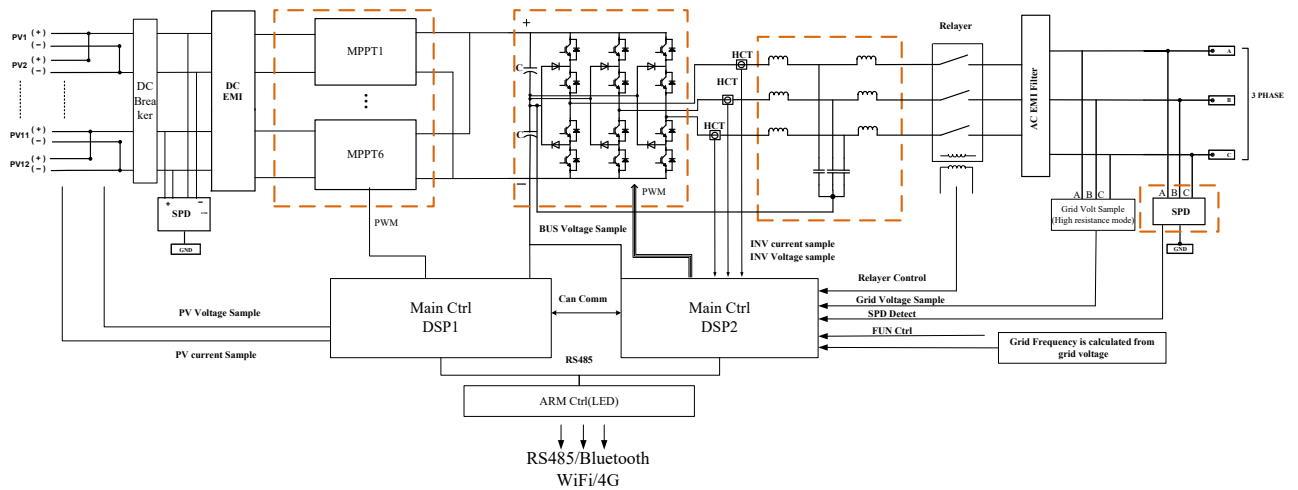 PV1 (+)
(−)
PV2 (+)
(−)
PV11 (+)
(−)
PV12 (+)
(−)
DC
Brea
ker
+ −
SPD
GND
DC
EMI
MPPT1
MPPT6
PWM
+
C
C
−
PWM
BUS Voltage Sample
HCT
HCT
HCT
INV current sample
INV Voltage sample
Relayer
AC EMI Filter
A
B
C
3 PHASE
A B C
Grid Volt Sample
(High resistance mode)
A B C
SPD
GND
Relayer Control
Grid Voltage Sample
SPD Detect
FUN Ctrl
Grid Frequency is calculated from
grid voltage
Main Ctrl
DSP1
Can Comm
Main Ctrl
DSP2
PV Voltage Sample
PV current Sample
RS485
ARM Ctrl(LED)
RS485/Bluetooth
WiFi/4G